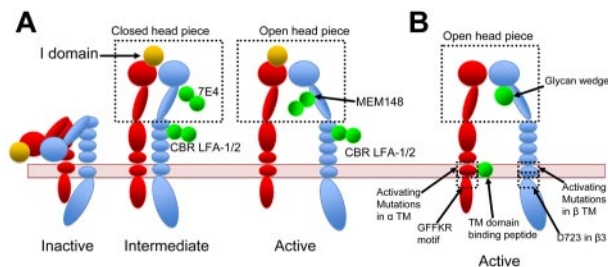 A
Closed head piece
I domain
7E4
CBR LFA-1/2
Open head piece
MEM148
CBR LFA-1/2
Inactive
Intermediate
Active
B
Open head piece
Glycan wedge
Activating
Mutations
in α TM
GFFKR
motif
TM domain
binding peptide
Activating
Mutations
in β TM
D723 in β3
Active